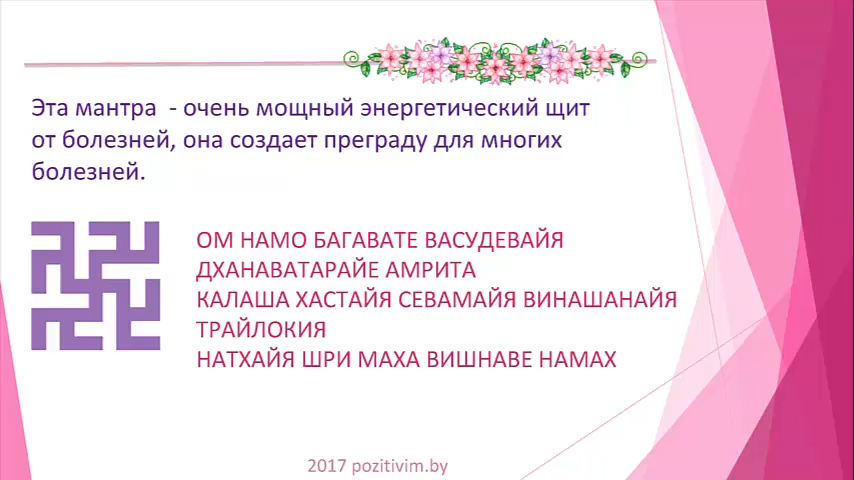 Эта мантра - очень мощный энергетический щит
от болезней, она создает преграду для многих
болезней.
ОМ НАМО БАГАВАТЕ ВАСУДЕВАЙЯ
ДХАНАВАТАРАЙЕ АМРИТА
КАЛАША ХАСТАЙЯ СЕВАМАЙЯ ВИНАШАНАЙЯ
ТРАЙЛОКИЯ
НАТХАЙЯ ШРИ МАХА ВИШНАВЕ НАМАХ
2017 pozitivim.by